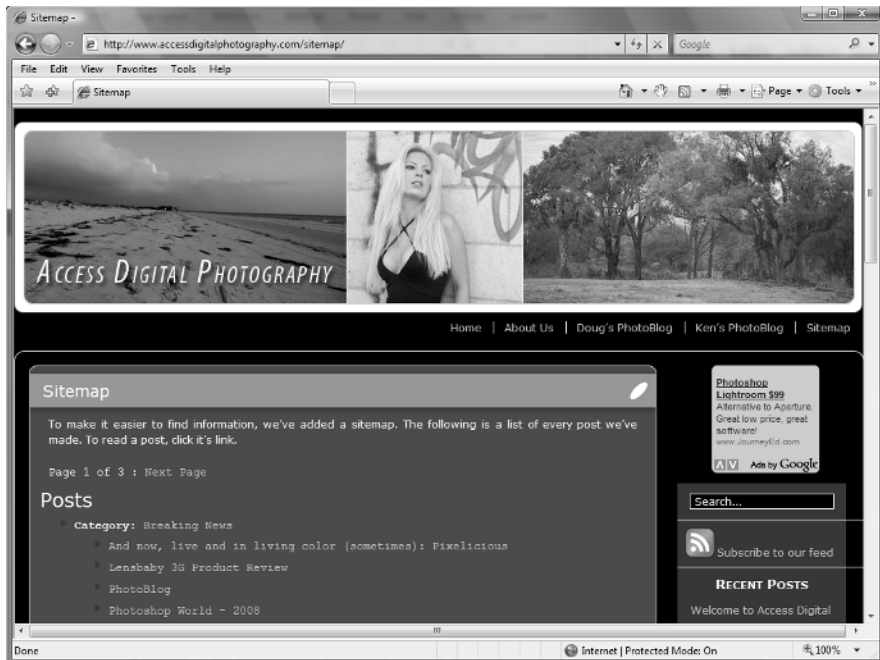 Sitemap -
http://www.accessdigitalphotography.com/sitemap/
Google
File Edit View Favorites Tools Help
Sitemap
Page
Tools
ACCESS DIGITAL PHOTOGRAPHY
Home | About Us | Doug's PhotoBlog | Ken's PhotoBlog | Sitemap
Sitemap
To make it easier to find information, we've added a sitemap. The following is a list of every post we've
made. To read a post, click it's link.
Page 1 of 3 : Next Page
Posts
Category: Breaking News
And now, live and in living color (sometimes): Pixelicious
Lensbaby 3G Product Review
PhotoBlog
Photoshop World - 2008
Photoshop
Lightroom $99
Alternative to Aperture.
Great low price, great
software!
www.JourneyEd.com
Ads by Google
Search...
Subscribe to our feed
RECENT POSTS
Welcome to Access Digital
Done
Internet | Protected Mode: On
100%